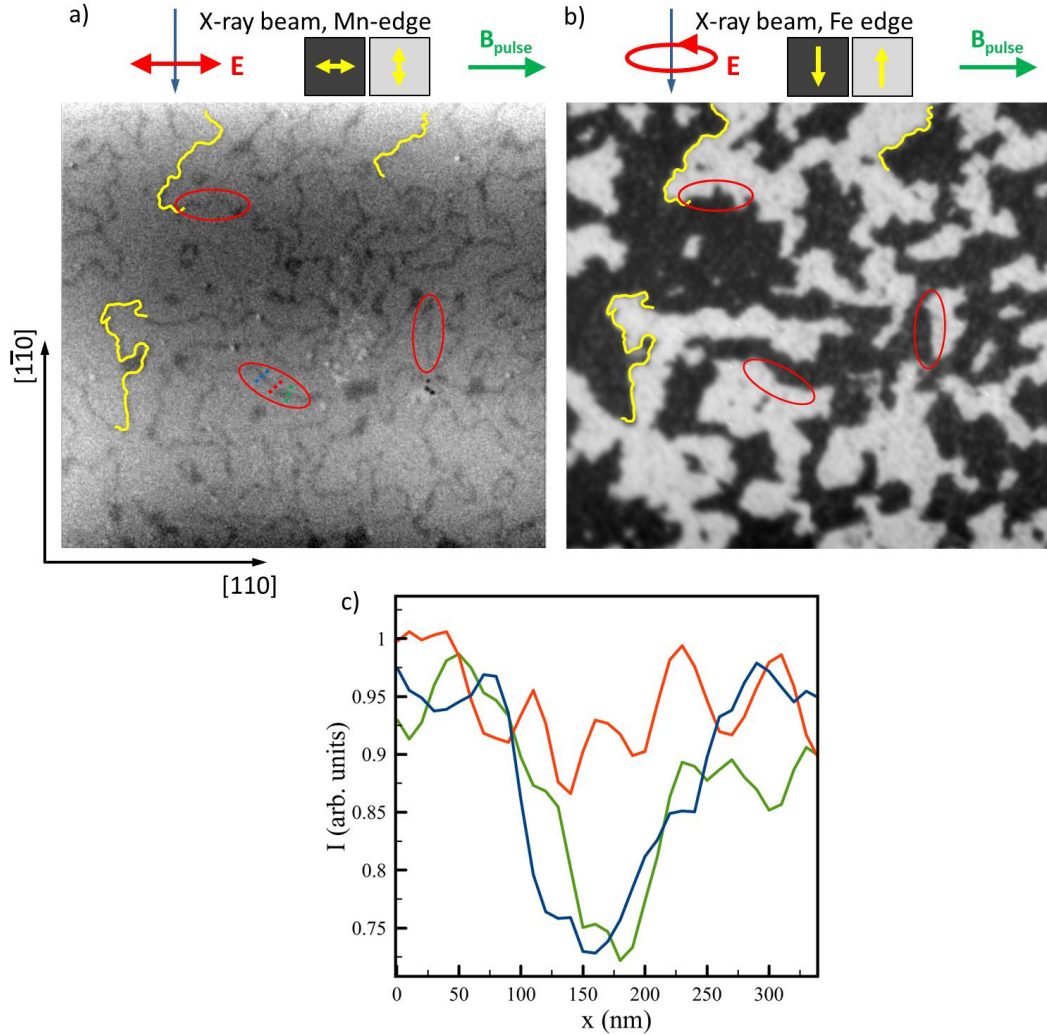 a) X-ray beam, Mn-edge
E
B_pulse
b) X-ray beam, Fe edge
E
B_pulse
[11̅0]
[110]
c)
I (arb. units)
1
0.95
0.9
0.85
0.8
0.75
0 50 100 150 200 250 300
x (nm)